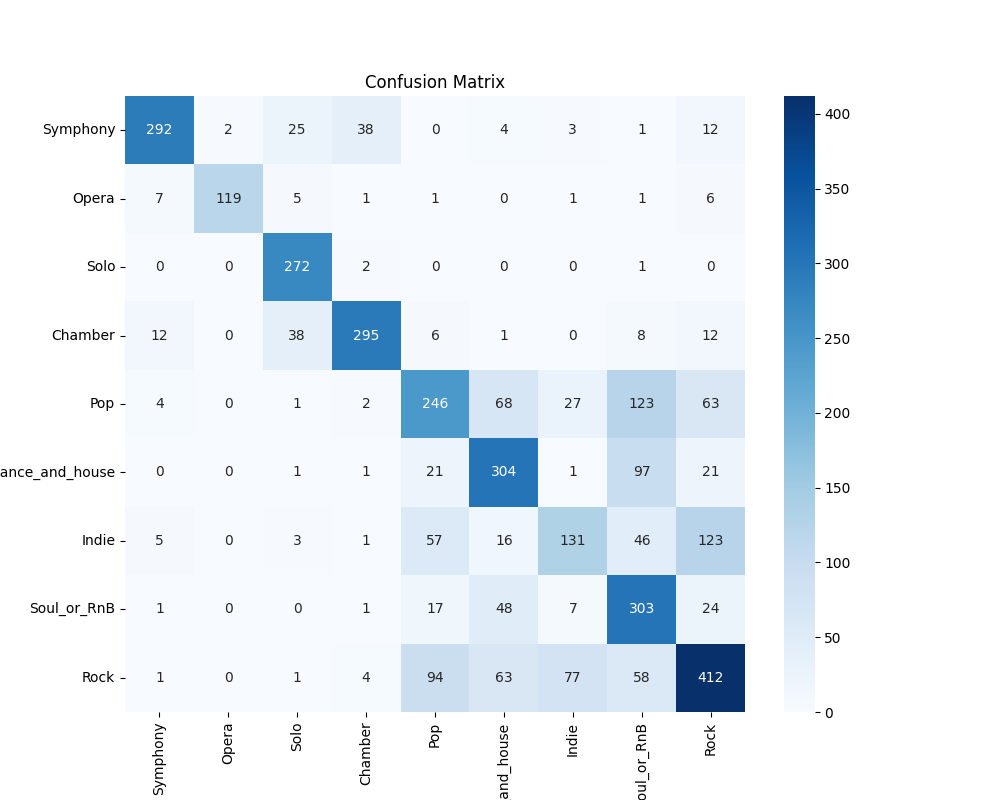 Confusion Matrix
Symphony 292 2 25 38 0 4 3 1 12
Opera 7 119 5 1 1 0 1 1 6
Solo 0 0 272 2 0 0 0 1 0
Chamber 12 0 38 295 6 1 0 8 12
Pop 4 0 1 2 246 68 27 123 63
ance_and_house 0 0 1 1 21 304 1 97 21
Indie 5 0 3 1 57 16 131 46 123
Soul_or_RnB 1 0 0 1 17 48 7 303 24
Rock 1 0 1 4 94 63 77 58 412
Symphony
Opera
Solo
Chamber
Pop
and_house
Indie
oul_or_RnB
Rock
400
350
300
250
200
150
100
50
0